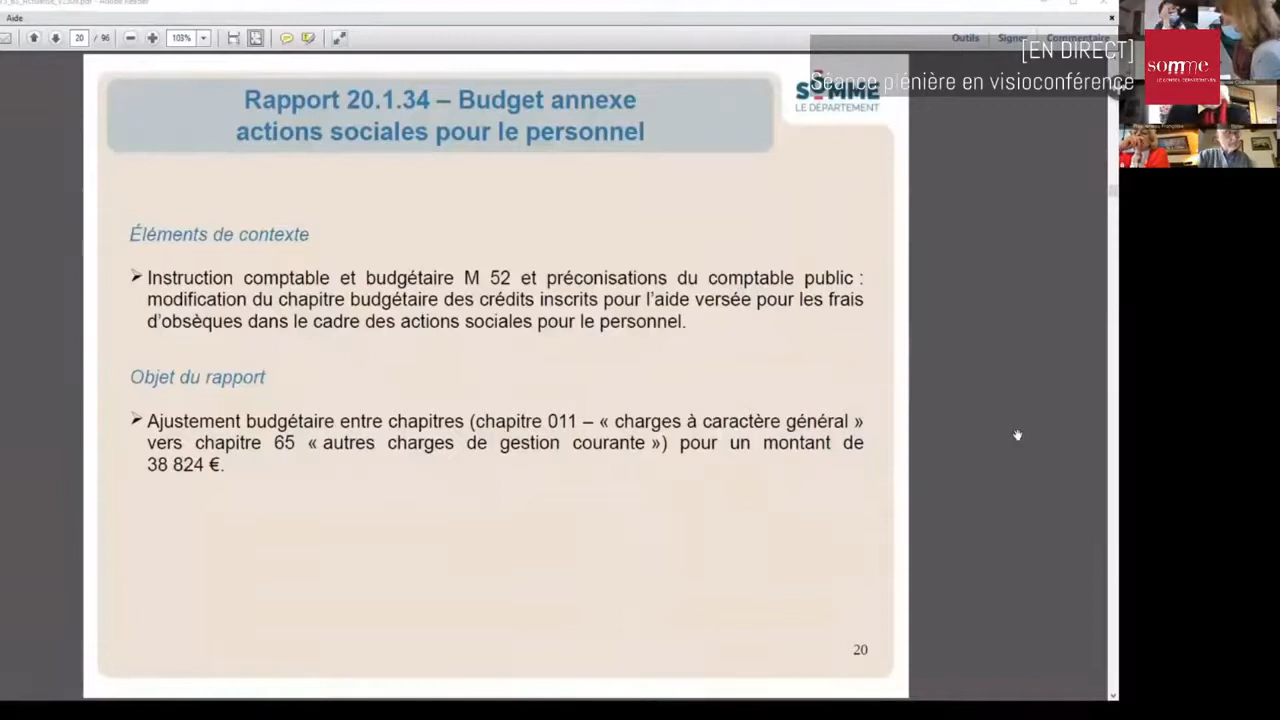 Aide
20 / 96
103%
Outils
Signer
Commentaire
[EN DIRECT]
Séance plénière en visioconférence
somme
LE CONSEIL DÉPARTEMENTAL
Rapport 20.1.34 – Budget annexe
actions sociales pour le personnel
SOMME
LE DÉPARTEMENT
Éléments de contexte
Instruction comptable et budgétaire M 52 et préconisations du comptable public :
modification du chapitre budgétaire des crédits inscrits pour l'aide versée pour les frais
d'obsèques dans le cadre des actions sociales pour le personnel.
Objet du rapport
Ajustement budgétaire entre chapitres (chapitre 011 – « charges à caractère général »
vers chapitre 65 « autres charges de gestion courante ») pour un montant de
38 824 €.
20